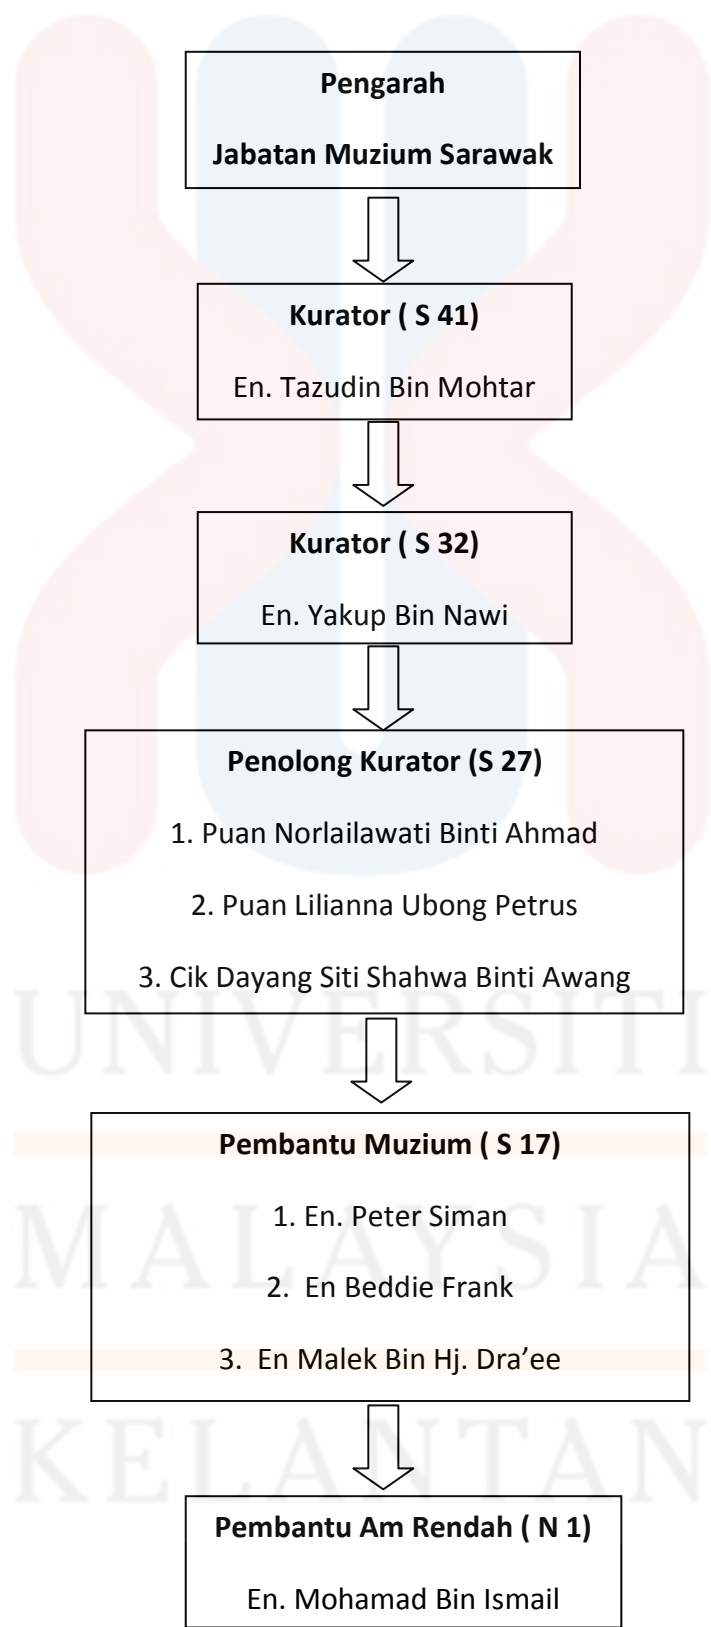 Pengarah
Jabatan Muzium Sarawak
Kurator ( S 41)
En. Tazudin Bin Mohtar
Kurator ( S 32)
En. Yakup Bin Nawi
Penolong Kurator (S 27)
1. Puan Norlailawati Binti Ahmad
2. Puan Lilianna Ubong Petrus
3. Cik Dayang Siti Shahwa Binti Awang
UNIVERSITI
Pembantu Muzium ( S 17)
1. En. Peter Siman
MALAYSIA
2. En Beddie Frank
3. En Malek Bin Hj. Dra’ee
KELANTAN
Pembantu Am Rendah ( N 1)
En. Mohamad Bin Ismail